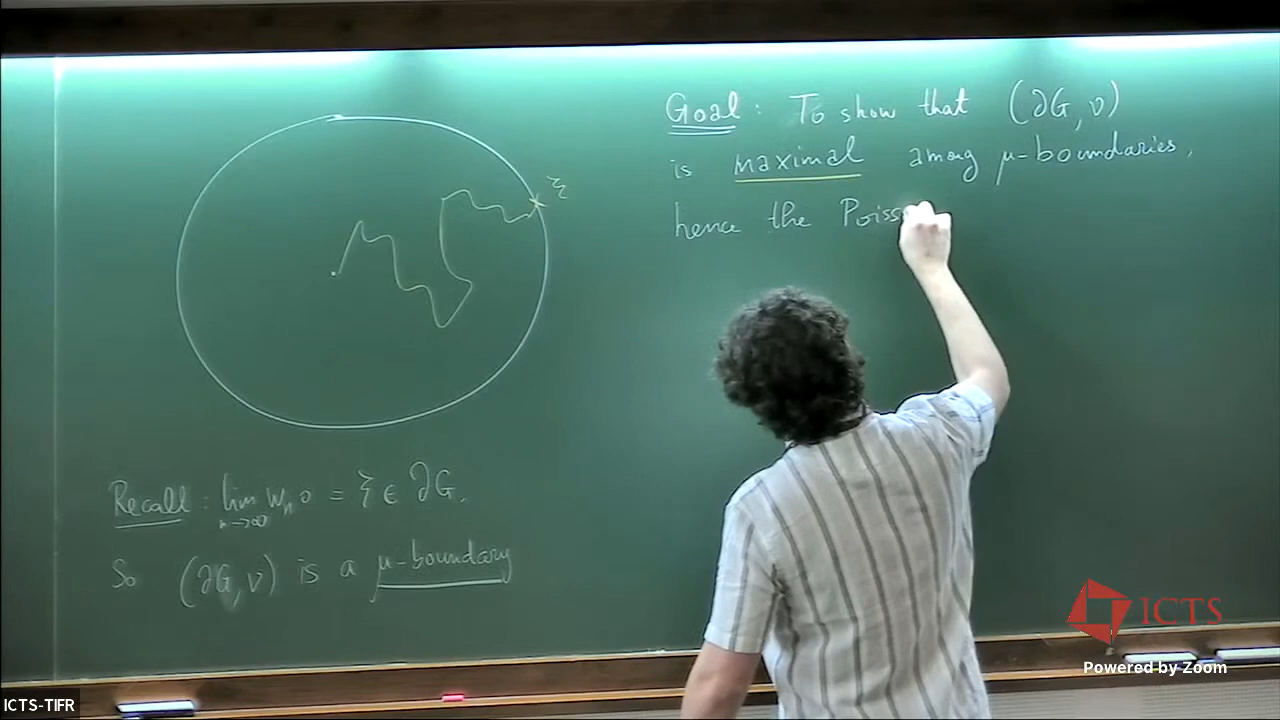 Goal : To show that (∂G, ν)
is maximal among μ-boundaries,
hence the Poiss
ξ
Recall : lim w_n o = ξ ∈ ∂G.
n→∞
So (∂G, ν) is a μ-boundary
ICTS
Powered by Zoom
ICTS-TIFR